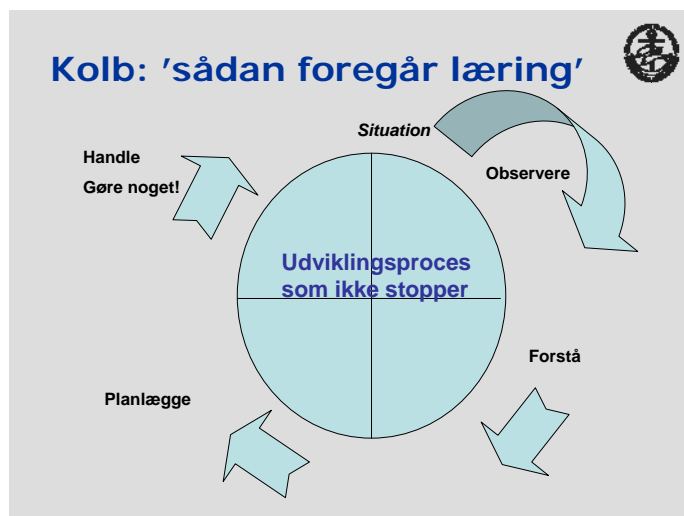 Kolb: ’sådan foregår læring’
Situation
Handle
Gøre noget!
Observere
Udviklingsproces
som ikke stopper
Forstå
Planlægge